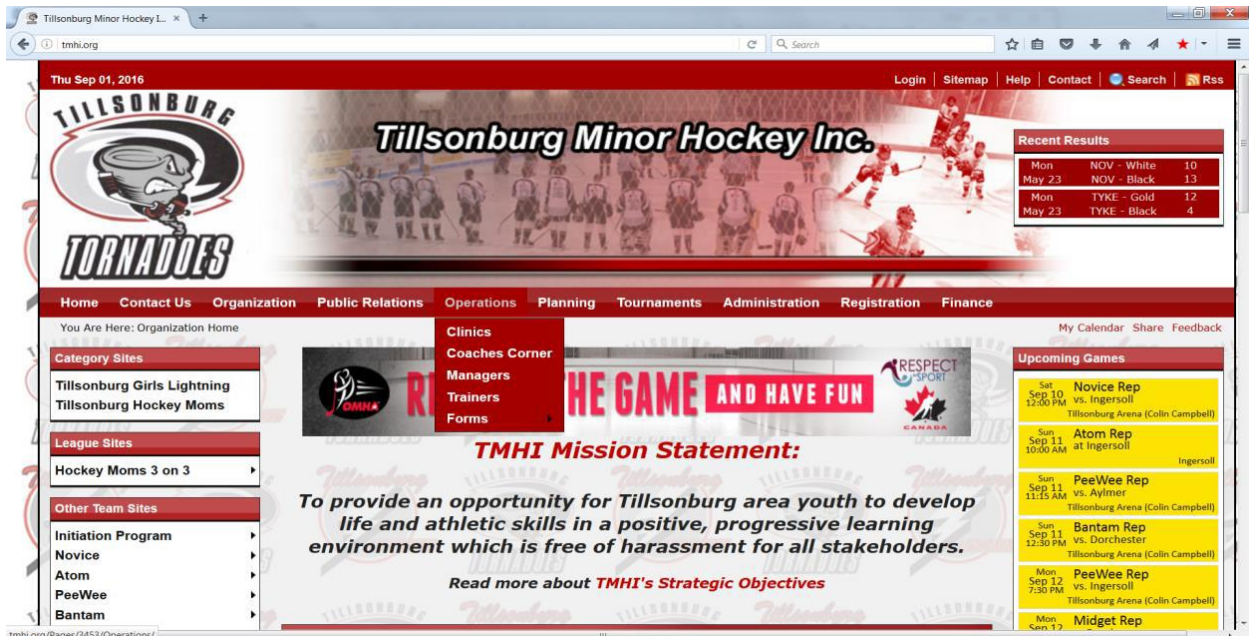 Tillsonburg Minor Hockey I... × +
tmhi.org
Search
Thu Sep 01, 2016
Login | Sitemap | Help | Contact | Search | Rss
TILLSONBURG
TORNADOES
Tillsonburg Minor Hockey Inc.
Recent Results
Mon NOV - White 10
May 23 NOV - Black 13
Mon TYKE - Gold 12
May 23 TYKE - Black 4
Home Contact Us Organization Public Relations Operations Planning Tournaments Administration Registration Finance
Clinics
Coaches Corner
Managers
Trainers
Forms
You Are Here: Organization Home
My Calendar Share Feedback
Category Sites
Tillsonburg Girls Lightning
Tillsonburg Hockey Moms
League Sites
Hockey Moms 3 on 3
Other Team Sites
Initiation Program
Novice
Atom
PeeWee
Bantam
OMHA
THE GAME AND HAVE FUN
RESPECT
IN SPORT
CANADA
TMHI Mission Statement:
To provide an opportunity for Tillsonburg area youth to develop
life and athletic skills in a positive, progressive learning
environment which is free of harassment for all stakeholders.
Read more about TMHI's Strategic Objectives
Upcoming Games
Sat Sep 10 12:00 PM
Novice Rep
vs. Ingersoll
Tillsonburg Arena (Colin Campbell)
Sun Sep 11 10:00 AM
Atom Rep
at Ingersoll
Ingersoll
Sun Sep 11 11:15 AM
PeeWee Rep
vs. Aylmer
Tillsonburg Arena (Colin Campbell)
Sun Sep 11 12:30 PM
Bantam Rep
vs. Dorchester
Tillsonburg Arena (Colin Campbell)
Mon Sep 12 7:30 PM
PeeWee Rep
vs. Ingersoll
Tillsonburg Arena (Colin Campbell)
Mon Sep 12
Midget Rep
tmhi.org/Pages/3453/Operations/